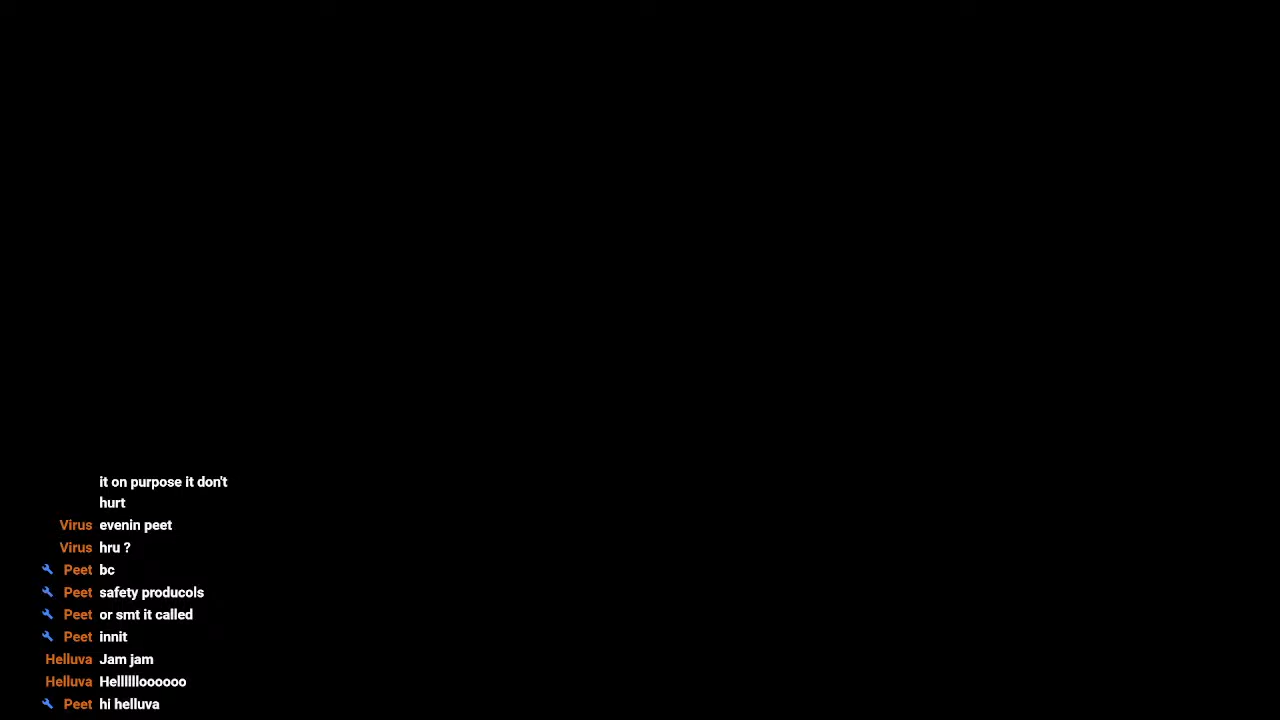 it on purpose it don't
hurt
Virus evenin peet
Virus hru ?
Peet bc
Peet safety producols
Peet or smt it called
Peet innit
Helluva Jam jam
Helluva Helllllloooooo
Peet hi helluva